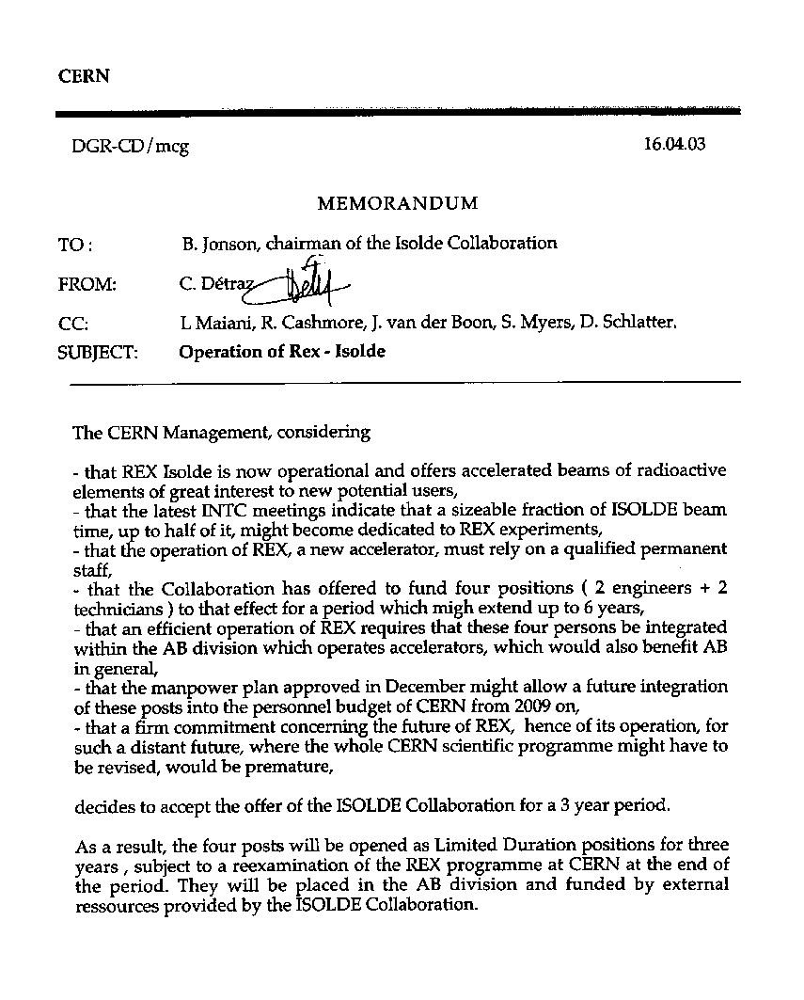 CERN
DGR-CD/mcg 16.04.03
MEMORANDUM
TO : B. Jonson, chairman of the Isolde Collaboration
FROM: C. Détraz
CC: L Maiani, R. Cashmore, J. van der Boon, S. Myers, D. Schlatter.
SUBJECT: Operation of Rex - Isolde
The CERN Management, considering
- that REX Isolde is now operational and offers accelerated beams of radioactive
elements of great interest to new potential users,
- that the latest INTC meetings indicate that a sizeable fraction of ISOLDE beam
time, up to half of it, might become dedicated to REX experiments,
- that the operation of REX, a new accelerator, must rely on a qualified permanent
staff,
- that the Collaboration has offered to fund four positions ( 2 engineers + 2
technicians ) to that effect for a period which migh extend up to 6 years,
- that an efficient operation of REX requires that these four persons be integrated
within the AB division which operates accelerators, which would also benefit AB
in general,
- that the manpower plan approved in December might allow a future integration
of these posts into the personnel budget of CERN from 2009 on,
- that a firm commitment concerning the future of REX, hence of its operation, for
such a distant future, where the whole CERN scientific programme might have to
be revised, would be premature,
decides to accept the offer of the ISOLDE Collaboration for a 3 year period.
As a result, the four posts will be opened as Limited Duration positions for three
years , subject to a reexamination of the REX programme at CERN at the end of
the period. They will be placed in the AB division and funded by external
ressources provided by the ISOLDE Collaboration.